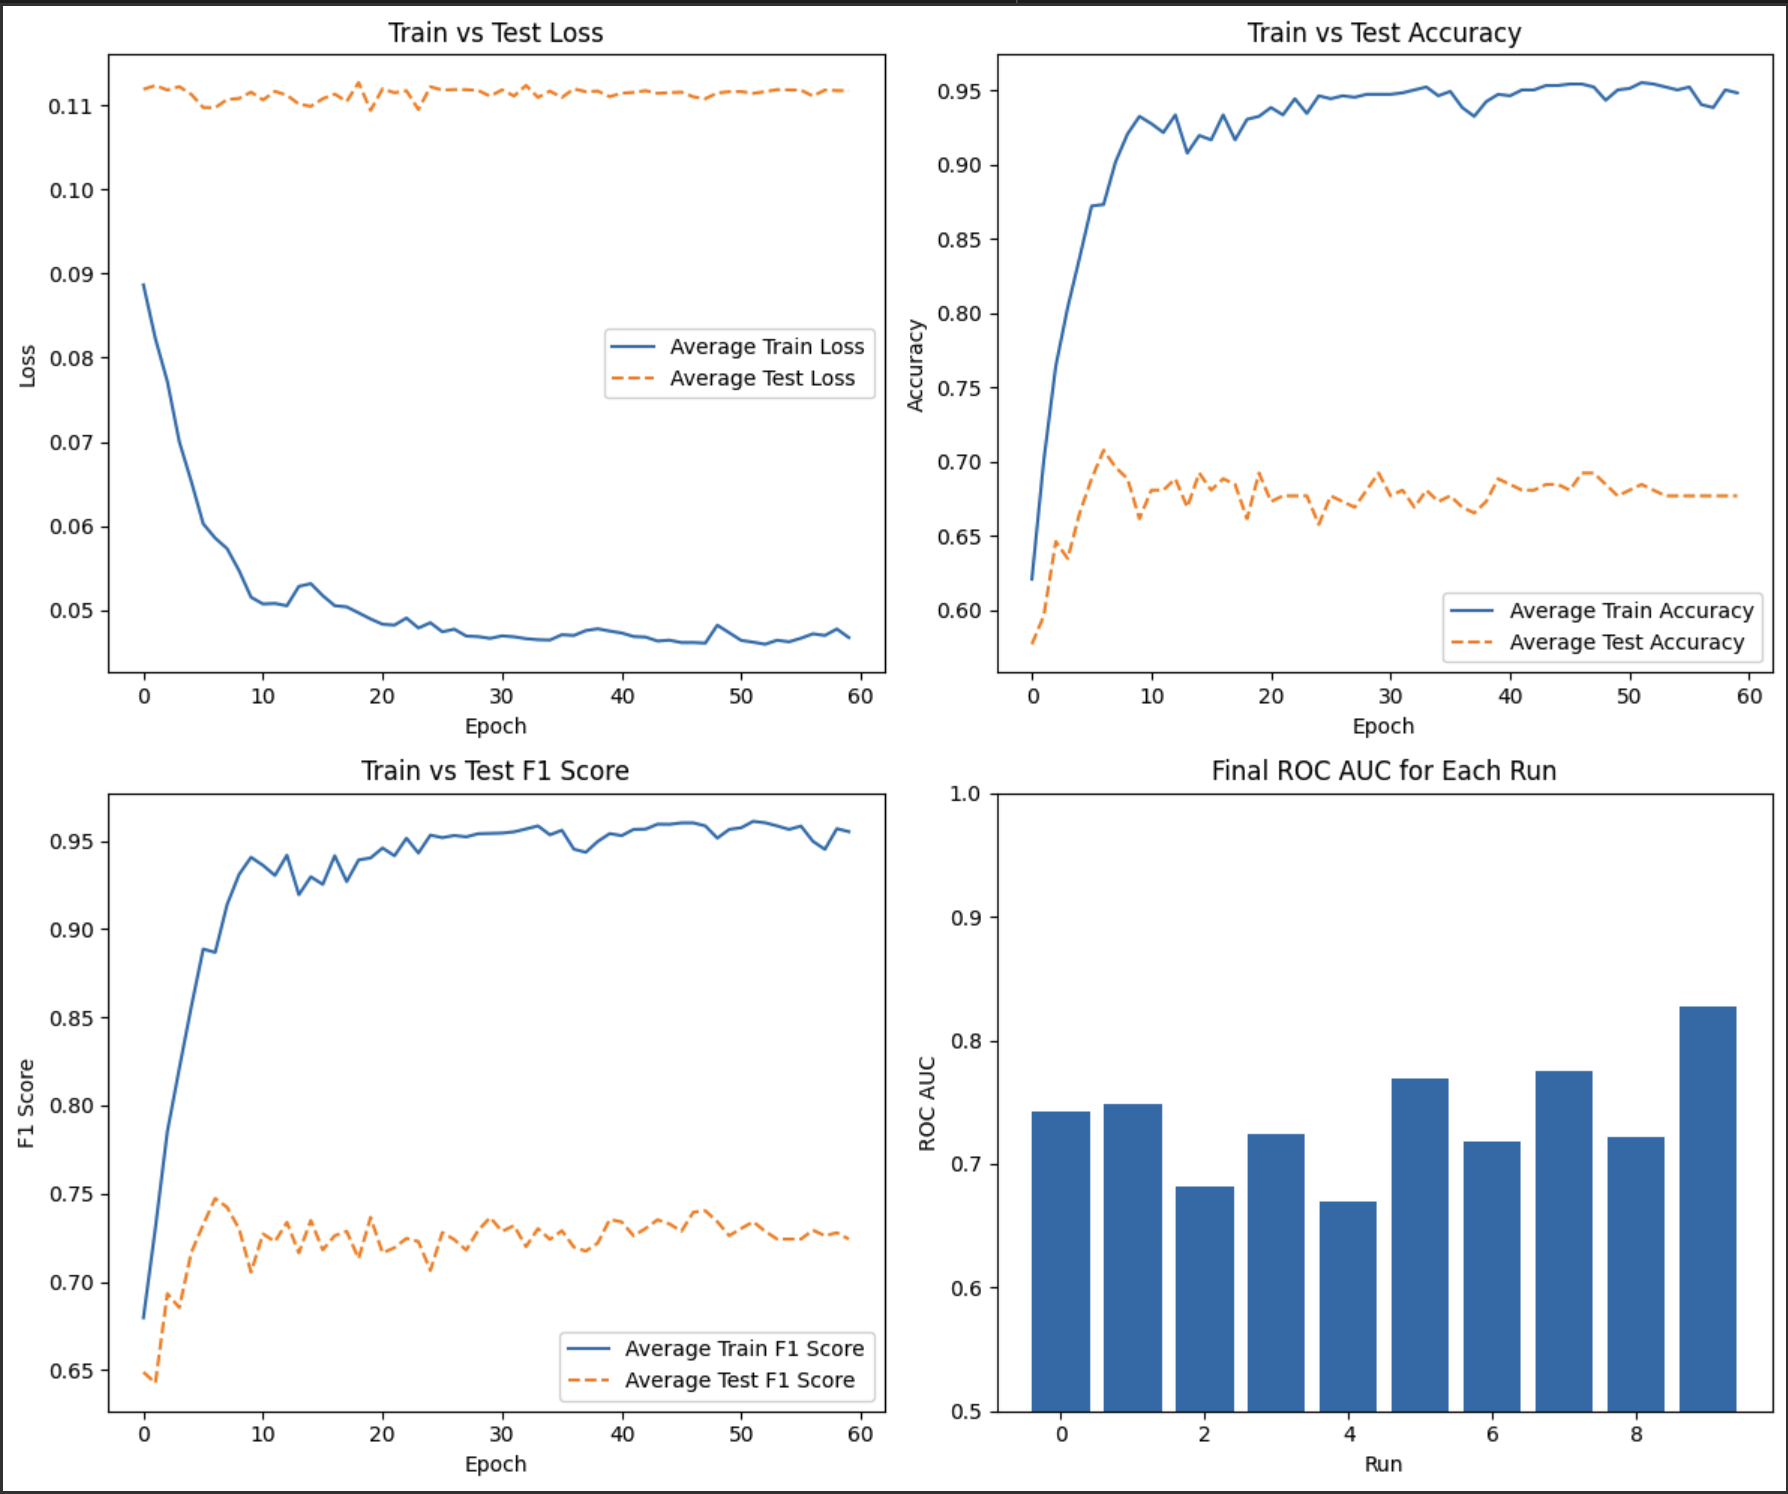 Train vs Test Loss
0.11
0.10
0.09
0.08
0.07
0.06
0.05
Loss
Average Train Loss
Average Test Loss
0 10 20 30 40 50 60
Epoch
Train vs Test Accuracy
0.95
0.90
0.85
0.80
0.75
0.70
0.65
0.60
Accuracy
Average Train Accuracy
Average Test Accuracy
0 10 20 30 40 50 60
Epoch
Train vs Test F1 Score
0.95
0.90
0.85
0.80
0.75
0.70
0.65
F1 Score
Average Train F1 Score
Average Test F1 Score
0 10 20 30 40 50 60
Epoch
Final ROC AUC for Each Run
1.0
0.9
0.8
0.7
0.6
0.5
ROC AUC
0 2 4 6 8
Run